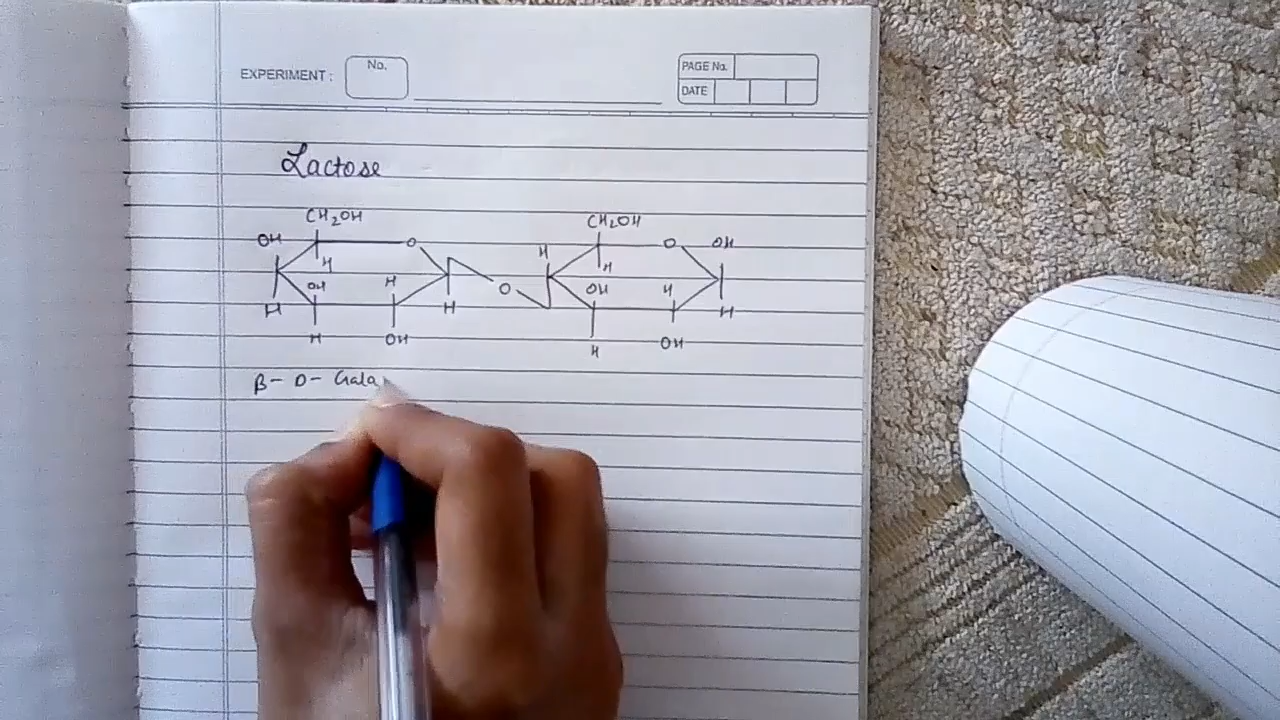 EXPERIMENT : No.
PAGE No.
DATE
Lactose
CH₂OH CH₂OH
OH O H O OH
H H
OH H O OH H
H H H
H OH H OH
β- D- Gala